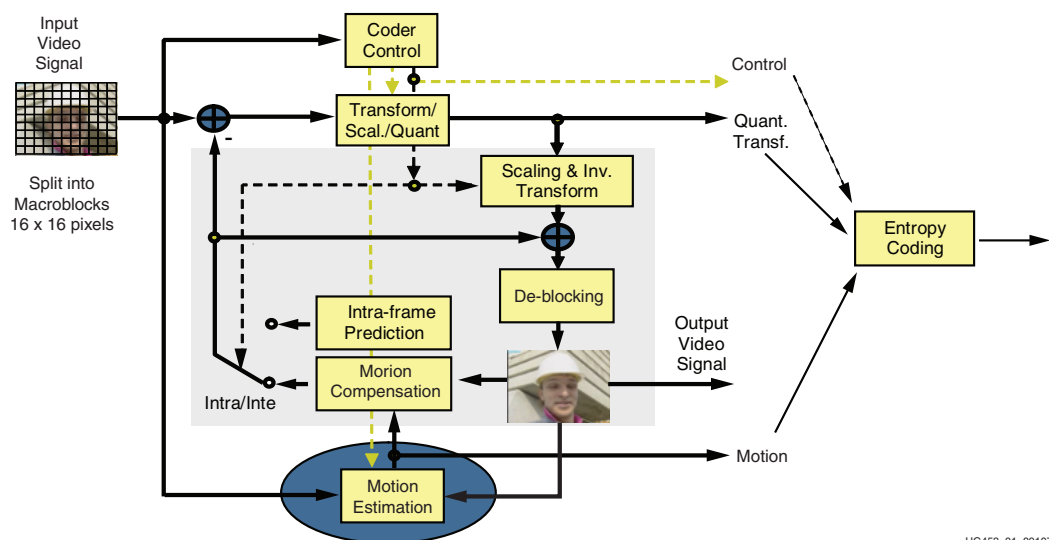 Input
Video
Signal
Split into
Macroblocks
16 x 16 pixels
Coder
Control
Transform/
Scal./Quant
-
Scaling & Inv.
Transform
De-blocking
Intra-frame
Prediction
Morion
Compensation
Intra/Inte
Motion
Estimation
Control
Quant.
Transf.
Output
Video
Signal
Motion
Entropy
Coding